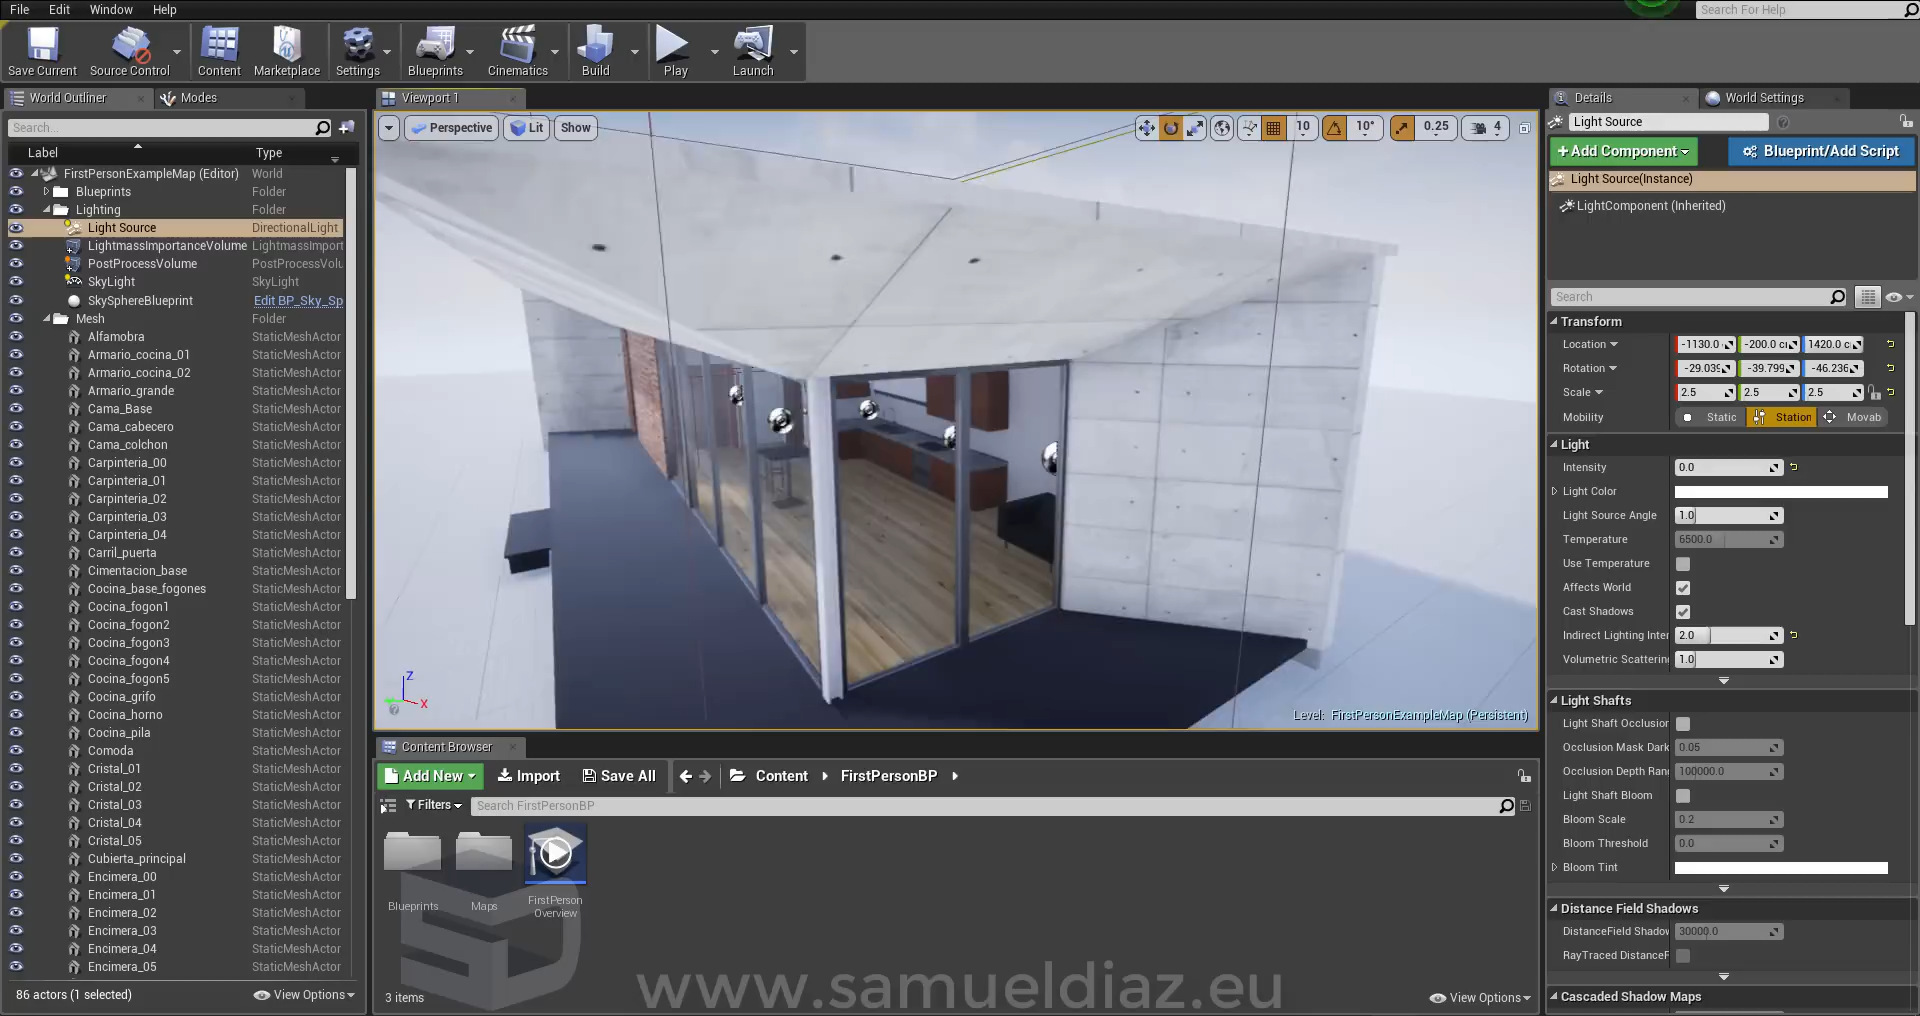 File Edit Window Help
Search For Help
Save Current Source Control Content Marketplace Settings Blueprints Cinematics Build Play Launch
World Outliner Modes
Search...
Label Type
FirstPersonExampleMap (Editor) World
Blueprints Folder
Lighting Folder
Light Source DirectionalLight
LightmassImportanceVolume LightmassImport
PostProcessVolume PostProcessVolu
SkyLight SkyLight
SkySphereBlueprint Edit BP_Sky_Sp
Mesh Folder
Alfamobra StaticMeshActor
Armario_cocina_01 StaticMeshActor
Armario_cocina_02 StaticMeshActor
Armario_grande StaticMeshActor
Cama_Base StaticMeshActor
Cama_cabecero StaticMeshActor
Cama_colchon StaticMeshActor
Carpinteria_00 StaticMeshActor
Carpinteria_01 StaticMeshActor
Carpinteria_02 StaticMeshActor
Carpinteria_03 StaticMeshActor
Carpinteria_04 StaticMeshActor
Carril_puerta StaticMeshActor
Cimentacion_base StaticMeshActor
Cocina_base_fogones StaticMeshActor
Cocina_fogon1 StaticMeshActor
Cocina_fogon2 StaticMeshActor
Cocina_fogon3 StaticMeshActor
Cocina_fogon4 StaticMeshActor
Cocina_fogon5 StaticMeshActor
Cocina_grifo StaticMeshActor
Cocina_horno StaticMeshActor
Cocina_pila StaticMeshActor
Comoda StaticMeshActor
Cristal_01 StaticMeshActor
Cristal_02 StaticMeshActor
Cristal_03 StaticMeshActor
Cristal_04 StaticMeshActor
Cristal_05 StaticMeshActor
Cubierta_principal StaticMeshActor
Encimera_00 StaticMeshActor
Encimera_01 StaticMeshActor
Encimera_02 StaticMeshActor
Encimera_03 StaticMeshActor
Encimera_04 StaticMeshActor
Encimera_05 StaticMeshActor
86 actors (1 selected) View Options
Viewport 1
Perspective Lit Show 10 10° 0.25 4
Z
X
Level: FirstPersonExampleMap (Persistent)
Content Browser
Add New Import Save All Content FirstPersonBP
Filters Search FirstPersonBP
Blueprints Maps FirstPerson
Overview
3 items View Options
www.samueldiaz.eu
Details World Settings
Light Source
+Add Component Blueprint/Add Script
Light Source(Instance)
LightComponent (Inherited)
Search
Transform
Location -1130.0 -200.0 c 1420.0 c
Rotation -29.039 -39.799 -46.236
Scale 2.5 2.5 2.5
Mobility Static Station Movab
Light
Intensity 0.0
Light Color
Light Source Angle 1.0
Temperature 6500.0
Use Temperature
Affects World
Cast Shadows
Indirect Lighting Inter 2.0
Volumetric Scattering 1.0
Light Shafts
Light Shaft Occlusion
Occlusion Mask Dark 0.05
Occlusion Depth Ran 100000.0
Light Shaft Bloom
Bloom Scale 0.2
Bloom Threshold 0.0
Bloom Tint
Distance Field Shadows
DistanceField Shadow 30000.0
RayTraced DistanceF
Cascaded Shadow Maps